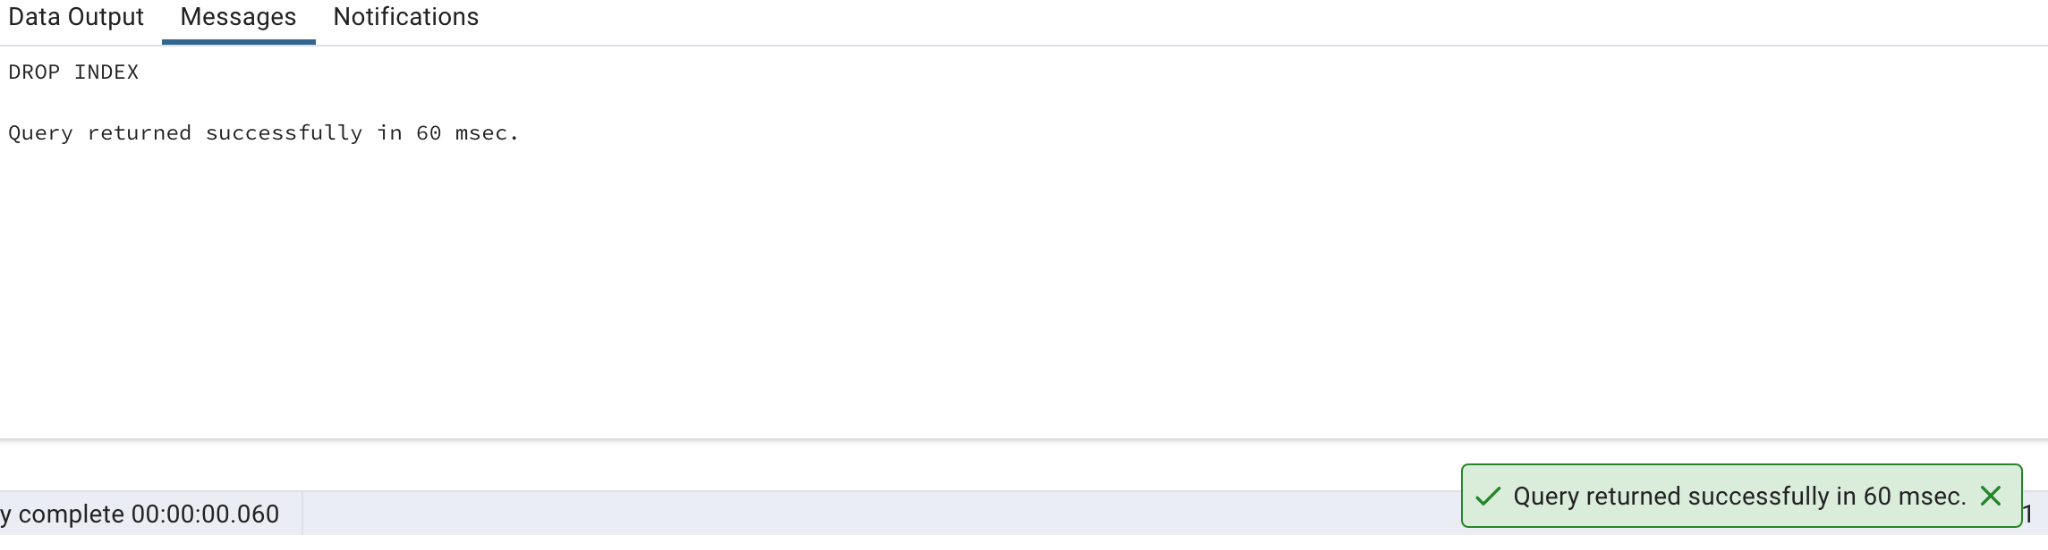 Data Output Messages Notifications
DROP INDEX
Query returned successfully in 60 msec.
Query returned successfully in 60 msec.
y complete 00:00:00.060
1